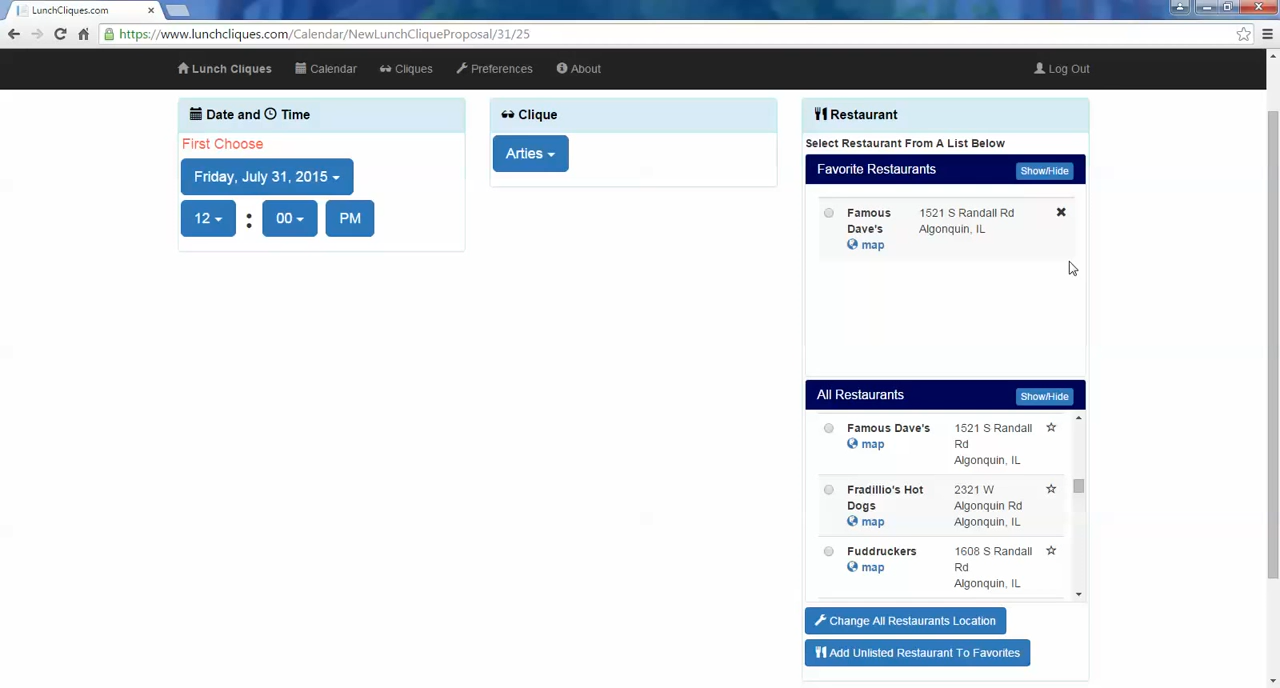 LunchCliques.com
https://www.lunchcliques.com/Calendar/NewLunchCliqueProposal/31/25
Lunch Cliques Calendar Cliques Preferences About Log Out
Date and Time
First Choose
Friday, July 31, 2015
12 : 00 PM
Clique
Arties
Restaurant
Select Restaurant From A List Below
Favorite Restaurants Show/Hide
Famous 1521 S Randall Rd
Dave's Algonquin, IL
map
All Restaurants Show/Hide
Famous Dave's 1521 S Randall
map Rd
Algonquin, IL
Fradillio's Hot 2321 W
Dogs Algonquin Rd
map Algonquin, IL
Fuddruckers 1608 S Randall
map Rd
Algonquin, IL
Change All Restaurants Location
Add Unlisted Restaurant To Favorites